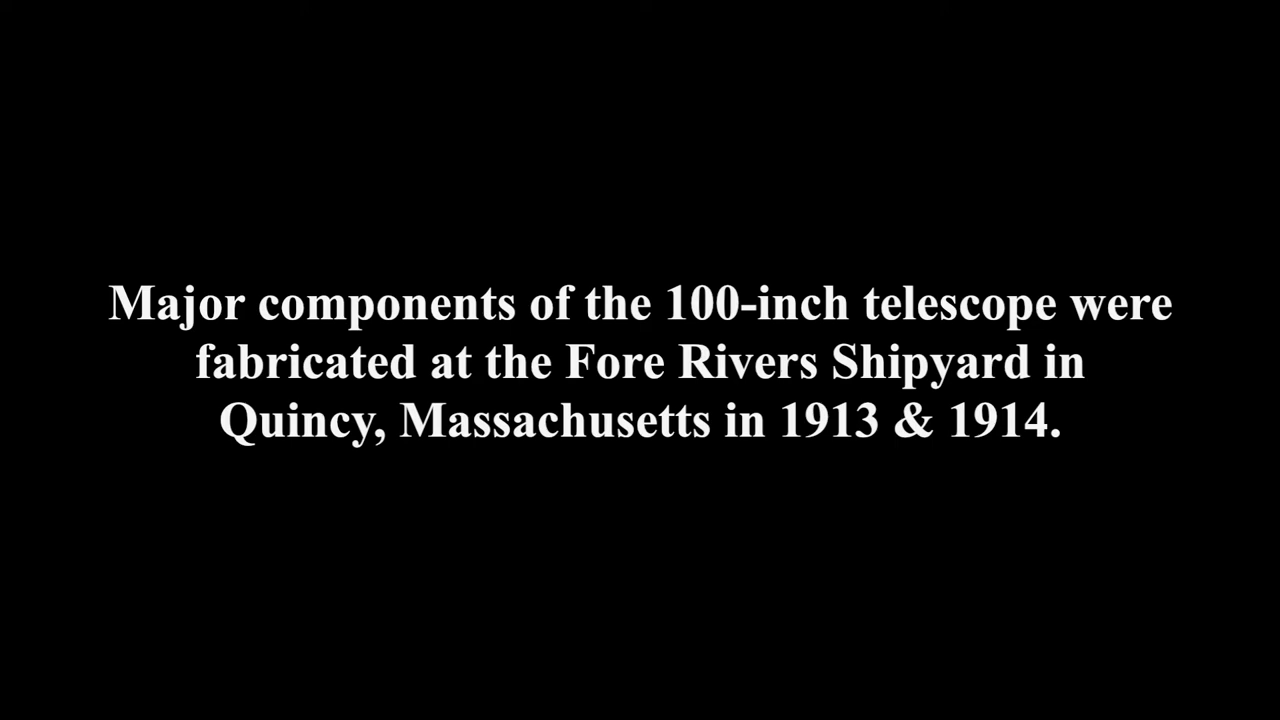 Major components of the 100-inch telescope were
fabricated at the Fore Rivers Shipyard in
Quincy, Massachusetts in 1913 & 1914.